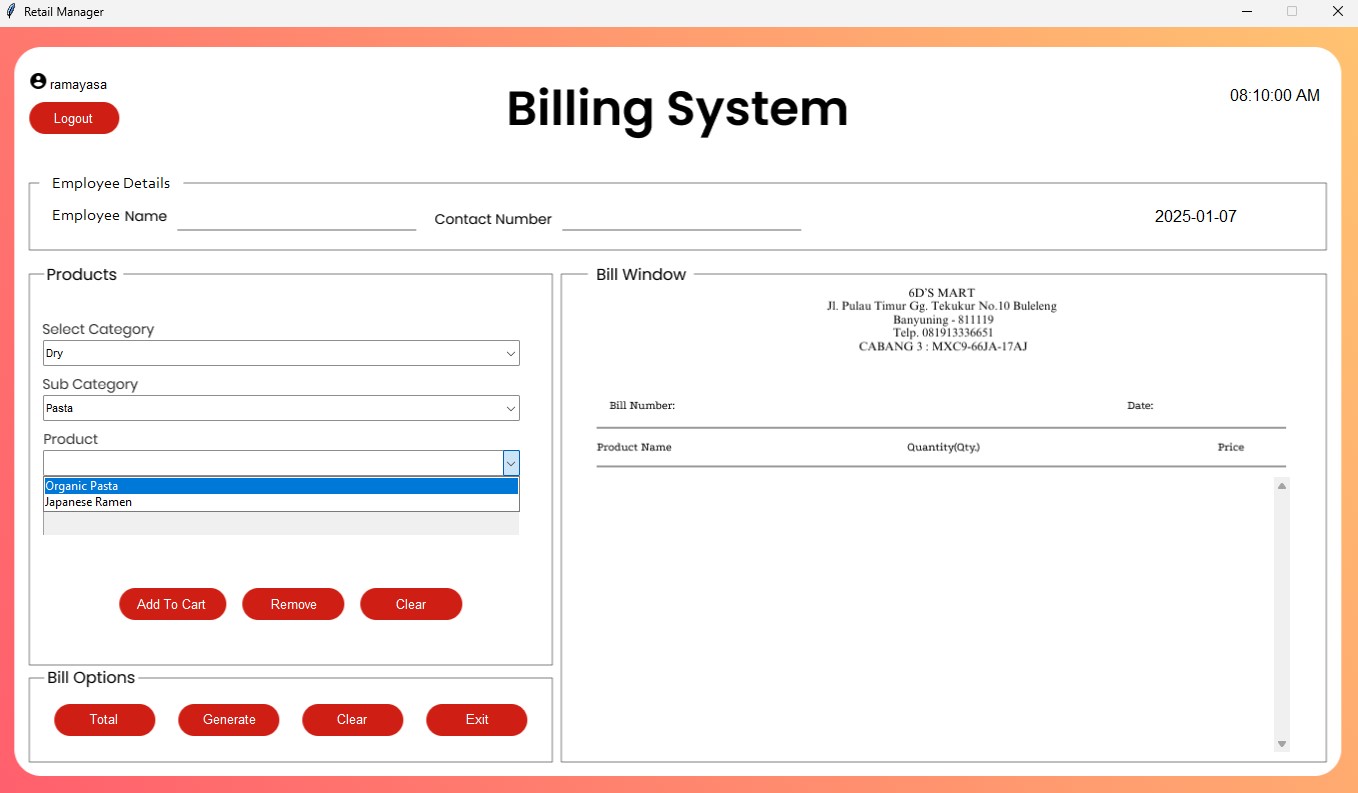 Retail Manager
ramayasa
Logout
Billing System
08:10:00 AM
Employee Details
Employee Name
Contact Number
2025-01-07
Products
Select Category
Dry
Sub Category
Pasta
Product
Organic Pasta
Japanese Ramen
Add To Cart
Remove
Clear
Bill Options
Total
Generate
Clear
Exit
Bill Window
6D'S MART
Jl. Pulau Timur Gg. Tekukur No.10 Buleleng
Banyuning - 811119
Telp. 081913336651
CABANG 3 : MXC9-66JA-17AJ
Bill Number:
Date:
Product Name
Quantity(Qty.)
Price